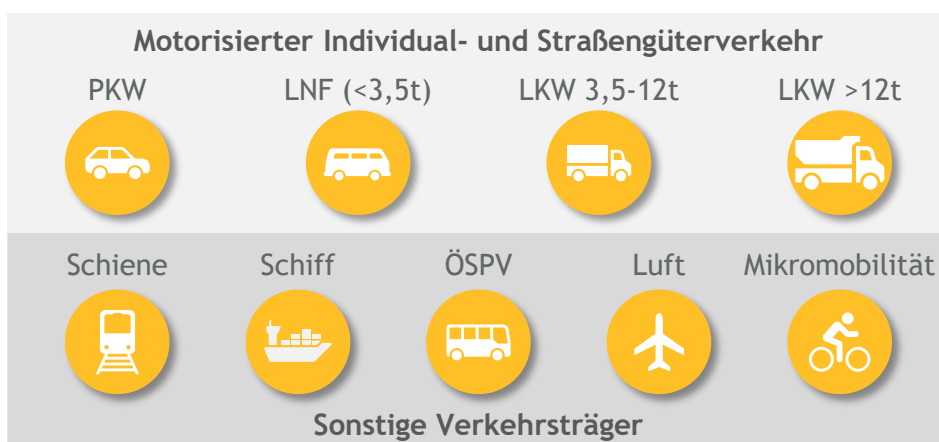 Motorisierter Individual- und Straßengüterverkehr
PKW LNF (<3,5t) LKW 3,5-12t LKW >12t
Schiene Schiff ÖSPV Luft Mikromobilität
Sonstige Verkehrsträger